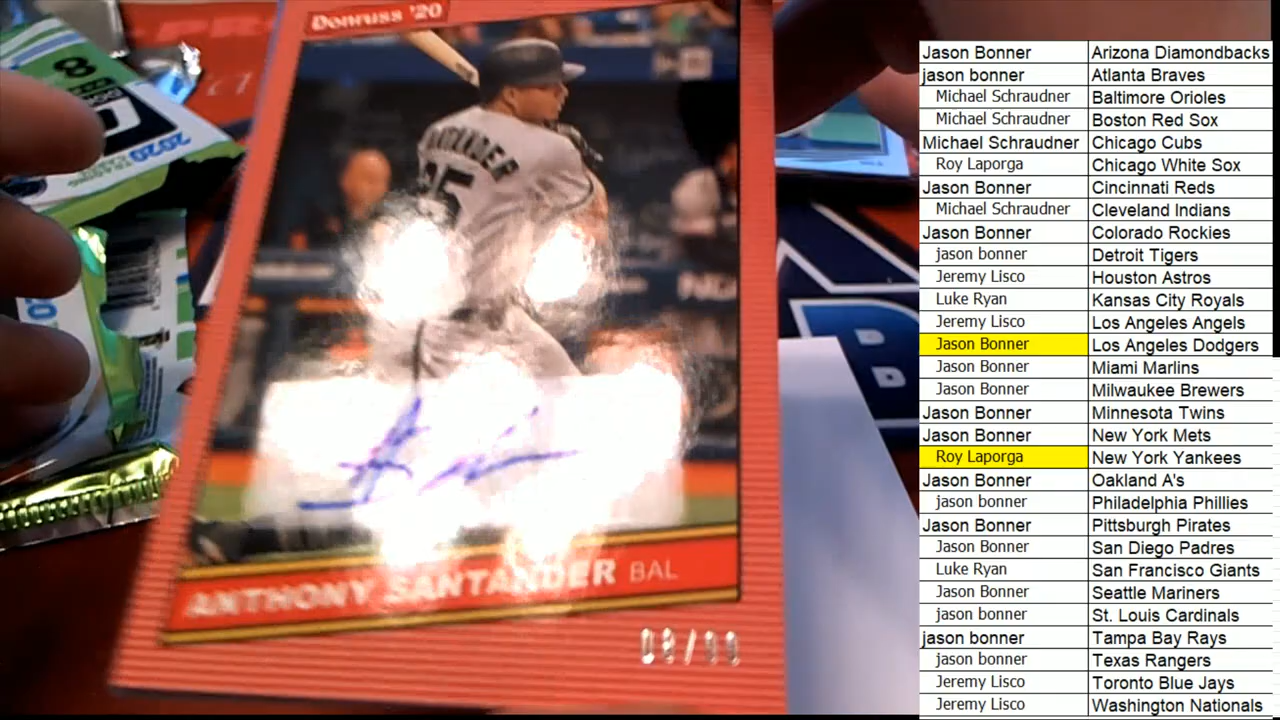 Donruss '20
SANTANDER
25
ANTHONY SANTANDER BAL
2020
8
Jason Bonner Arizona Diamondbacks
jason bonner Atlanta Braves
Michael Schraudner Baltimore Orioles
Michael Schraudner Boston Red Sox
Michael Schraudner Chicago Cubs
Roy Laporga Chicago White Sox
Jason Bonner Cincinnati Reds
Michael Schraudner Cleveland Indians
Jason Bonner Colorado Rockies
jason bonner Detroit Tigers
Jeremy Lisco Houston Astros
Luke Ryan Kansas City Royals
Jeremy Lisco Los Angeles Angels
Jason Bonner Los Angeles Dodgers
Jason Bonner Miami Marlins
Jason Bonner Milwaukee Brewers
Jason Bonner Minnesota Twins
Jason Bonner New York Mets
Roy Laporga New York Yankees
Jason Bonner Oakland A's
jason bonner Philadelphia Phillies
Jason Bonner Pittsburgh Pirates
Jason Bonner San Diego Padres
Luke Ryan San Francisco Giants
Jason Bonner Seattle Mariners
jason bonner St. Louis Cardinals
jason bonner Tampa Bay Rays
jason bonner Texas Rangers
Jeremy Lisco Toronto Blue Jays
Jeremy Lisco Washington Nationals